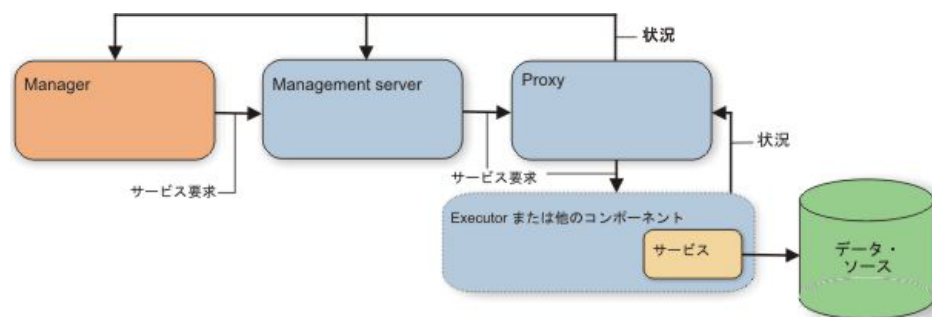 状況
Manager
Management server
Proxy
状況
サービス要求
サービス要求
Executor または他のコンポーネント
サービス
データ・
ソース